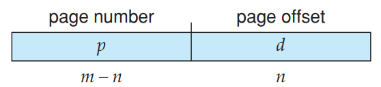 page number page offset
p d
m – n n